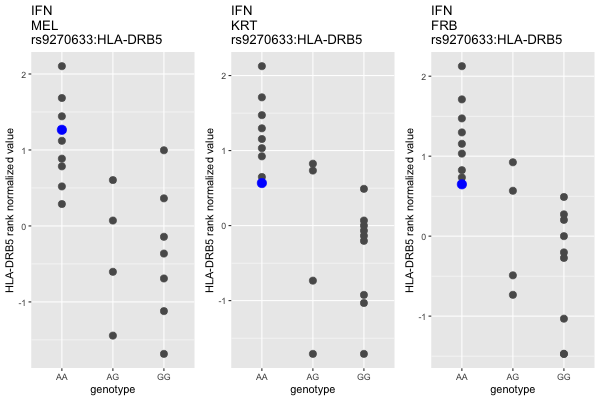 IFN
MEL
rs9270633:HLA-DRB5
HLA-DRB5 rank normalized value
2
1
0
-1
AA AG GG
genotype
IFN
KRT
rs9270633:HLA-DRB5
HLA-DRB5 rank normalized value
2
1
0
-1
AA AG GG
genotype
IFN
FRB
rs9270633:HLA-DRB5
HLA-DRB5 rank normalized value
2
1
0
-1
AA AG GG
genotype